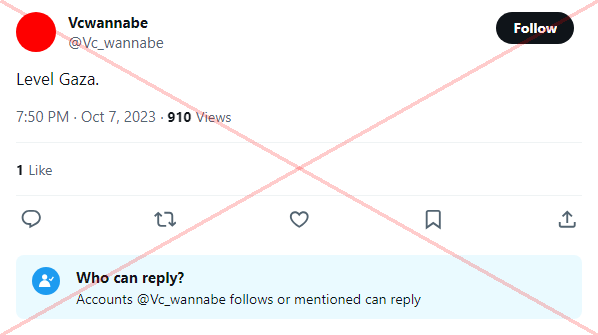 Vcwannabe
@Vc_wannabe
Follow
Level Gaza.
7:50 PM · Oct 7, 2023 · 910 Views
1 Like
Who can reply?
Accounts @Vc_wannabe follows or mentioned can reply